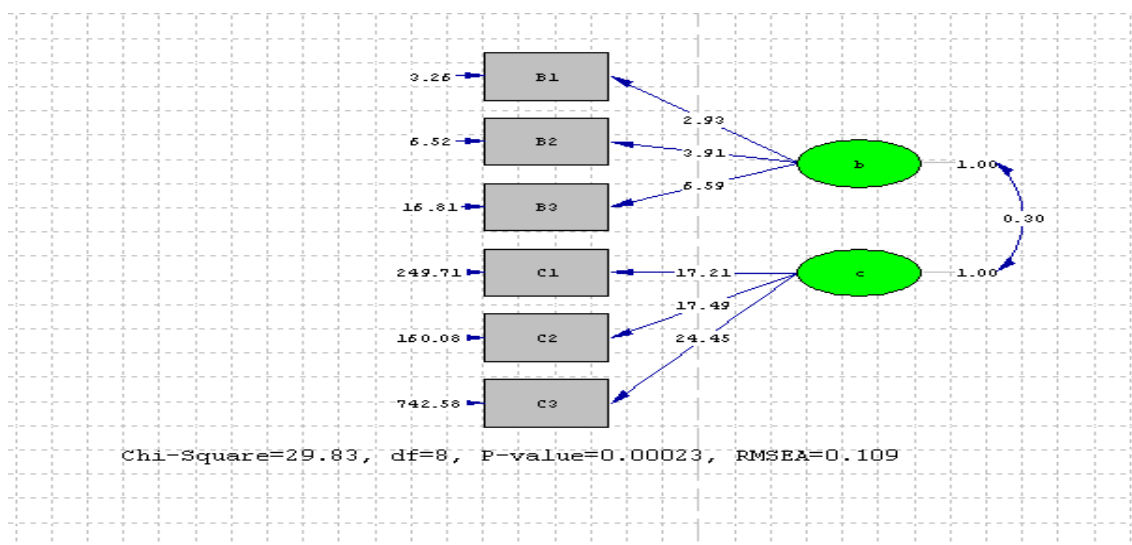 3.26
B1
2.93
6.52
B2
3.91
b
1.00
6.59
16.81
B3
0.30
249.71
C1
17.21
c
1.00
17.49
160.08
C2
24.45
742.58
C3
Chi-Square=29.83, df=8, P-value=0.00023, RMSEA=0.109